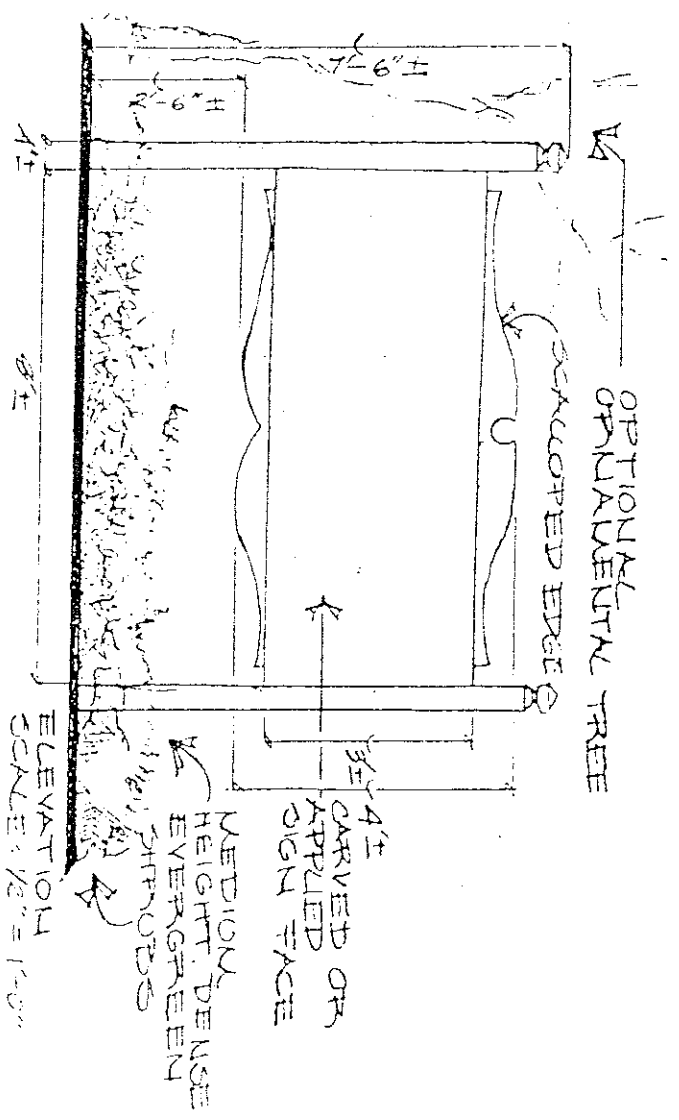 OPTIONAL
ORNAMENTAL TREE
SCALLOPED EDGE
7'-6"±
2'-6"±
4"±
8'±
3'±
4'±
CARVED OR
APPLIED
SIGN FACE
MEDIUM
HEIGHT, DENSE
EVERGREEN
SHRUBS
ELEVATION
SCALE: 1/2" = 1'-0"